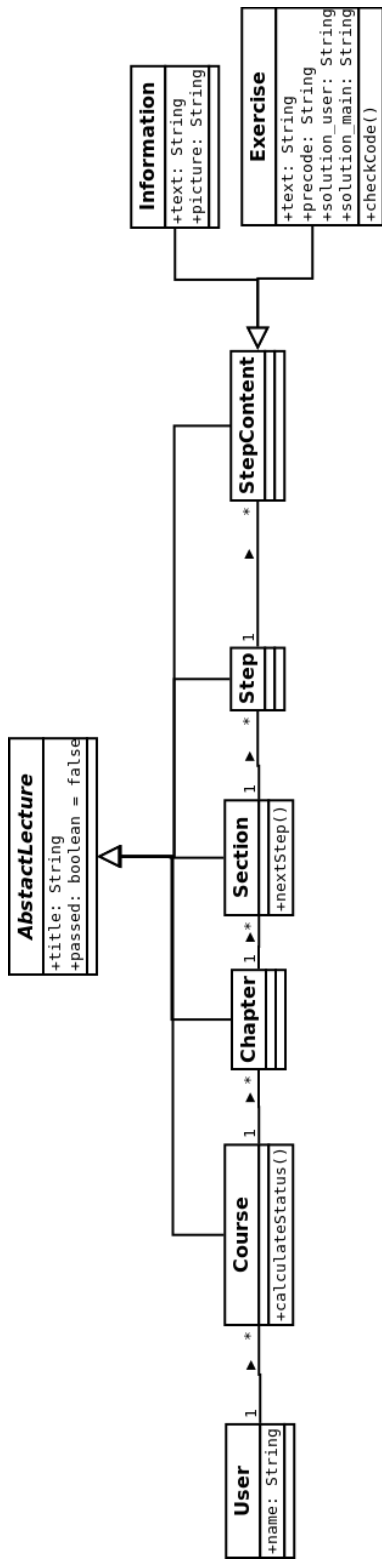 AbstactLecture
+title: String
+passed: boolean = false
User
+name: String
1
▶
*
Course
+calculateStatus()
1
▶
*
Chapter
1
▶
*
Section
+nextStep()
1
▶
*
Step
1
▶
*
StepContent
Information
+text: String
+picture: String
Exercise
+text: String
+precode: String
+solution_user: String
+solution_main: String
+checkCode()